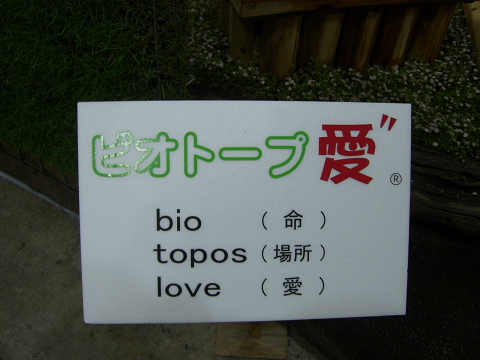 ビオトープ愛〃®
bio （命）
topos （場所）
love （愛）